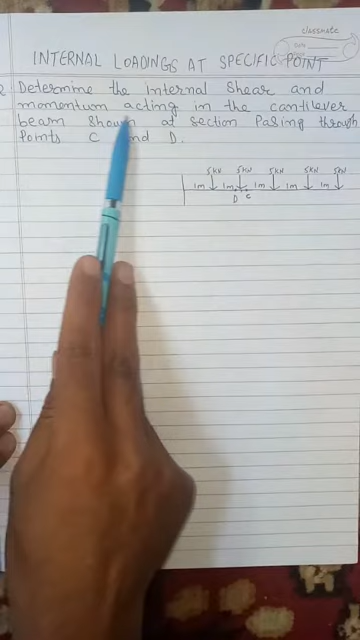 classmate
Date
INTERNAL LOADINGS AT SPECIFIC POINT
Determine the internal Shear and
momentum acting in the cantilever
beam Shown at section Pasing through
Points C and D.
5kN 5kN 5kN 5kN 5kN
1m 1m 1m 1m 1m
D C